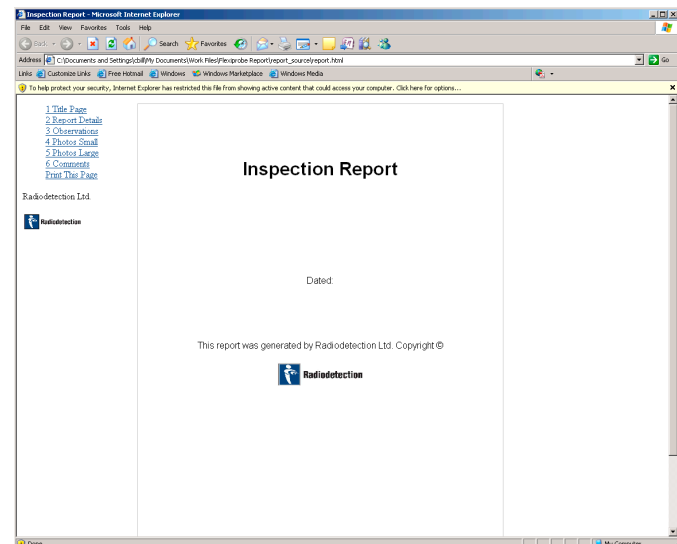 Inspection Report - Microsoft Internet Explorer
File Edit View Favorites Tools Help
Back Search Favorites
Address C:\Documents and Settings\cbill\My Documents\Work Files\Flexiprobe Report\report_source\report.html Go
Links Customize Links Free Hotmail Windows Windows Marketplace Windows Media
To help protect your security, Internet Explorer has restricted this file from showing active content that could access your computer. Click here for options...
1 Title Page
2 Report Details
3 Observations
4 Photos Small
5 Photos Large
6 Comments
Print This Page
Radiodetection Ltd
Radiodetection
Inspection Report
Dated:
This report was generated by Radiodetection Ltd. Copyright ©
Radiodetection
Done My Computer